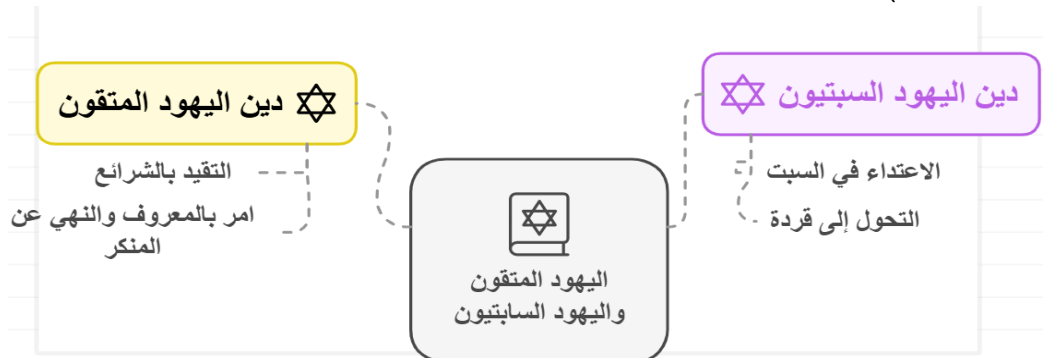 دين اليهود السبتيون
الاعتداء في السبت
التحول إلى قردة
دين اليهود المتقون
التقيد بالشرائع
امر بالمعروف والنهي عن
المنكر
اليهود المتقون
واليهود السابتيون